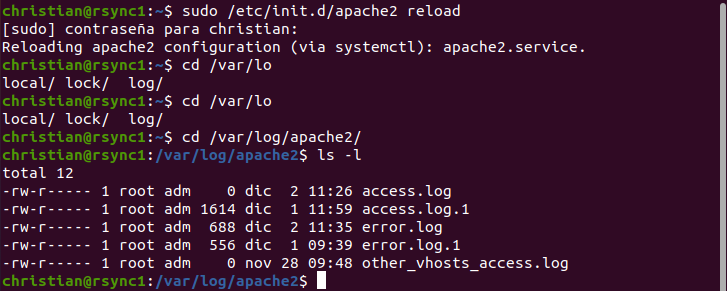 christian@rsync1:~$ sudo /etc/init.d/apache2 reload
[sudo] contraseña para christian:
Reloading apache2 configuration (via systemctl): apache2.service.
christian@rsync1:~$ cd /var/lo
local/ lock/  log/
christian@rsync1:~$ cd /var/lo
local/ lock/  log/
christian@rsync1:~$ cd /var/log/apache2/
christian@rsync1:/var/log/apache2$ ls -l
total 12
-rw-r----- 1 root adm    0 dic  2 11:26 access.log
-rw-r----- 1 root adm 1614 dic  1 11:59 access.log.1
-rw-r----- 1 root adm  688 dic  2 11:35 error.log
-rw-r----- 1 root adm  556 dic  1 09:39 error.log.1
-rw-r----- 1 root adm    0 nov 28 09:48 other_vhosts_access.log
christian@rsync1:/var/log/apache2$